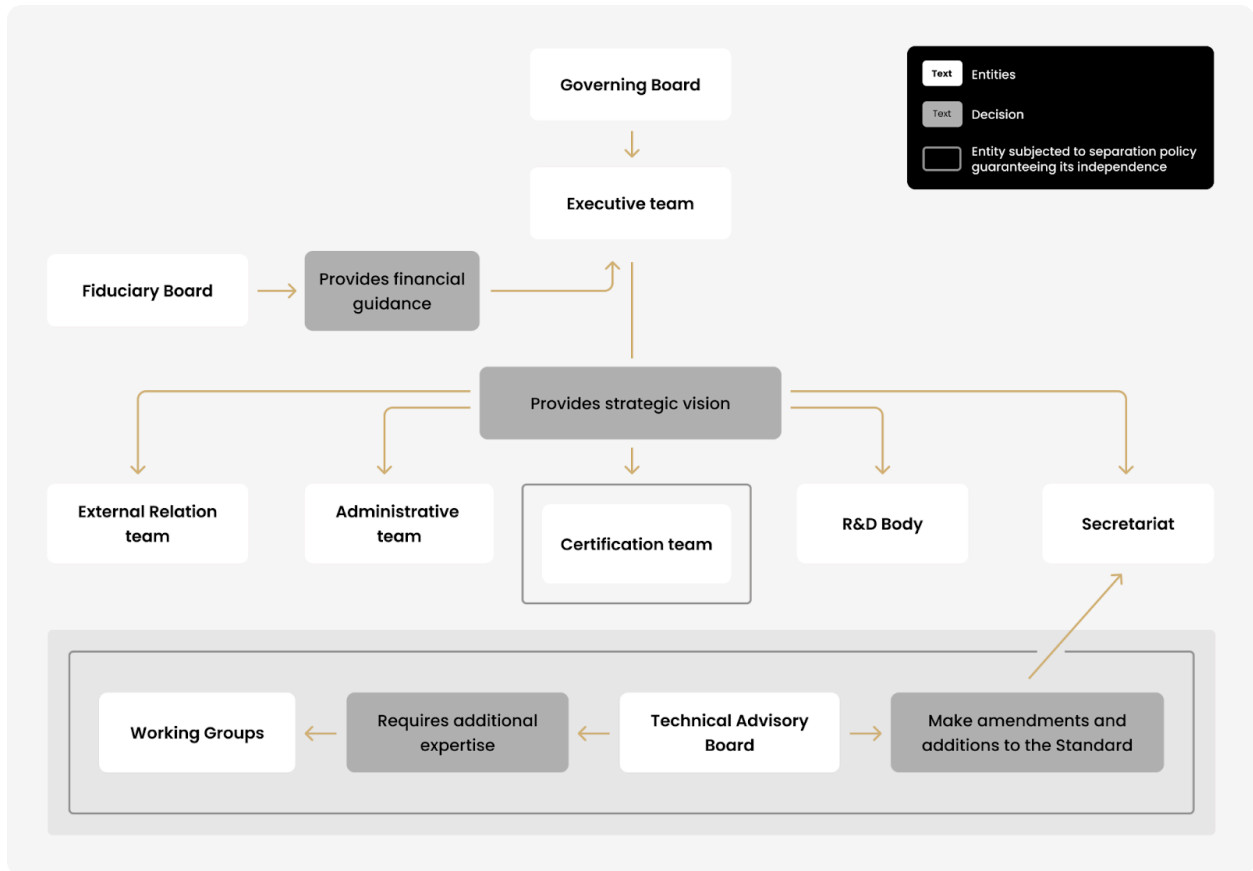 Governing Board
Text
Entities
Text
Decision
Entity subjected to separation policy
guaranteeing its independence
Executive team
Fiduciary Board
Provides financial
guidance
Provides strategic vision
External Relation
team
Administrative
team
Certification team
R&D Body
Secretariat
Working Groups
Requires additional
expertise
Technical Advisory
Board
Make amendments and
additions to the Standard